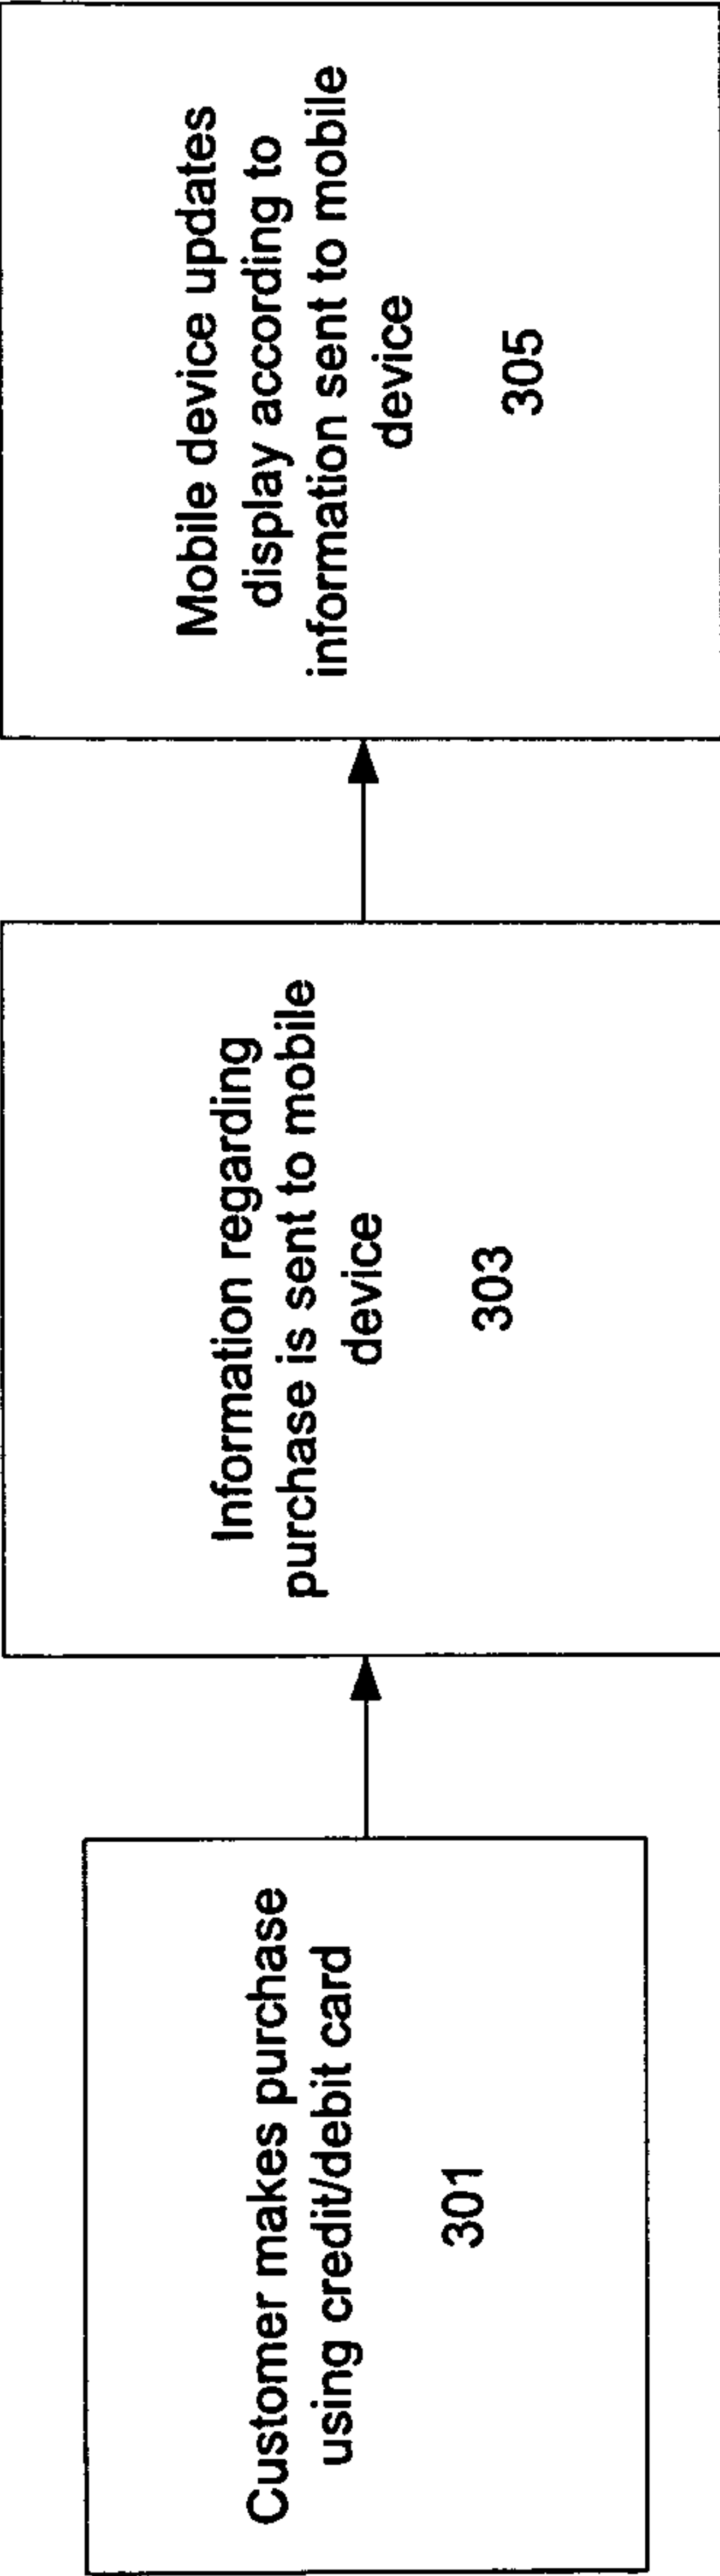 Customer makes purchase
using credit/debit card
301
Information regarding
purchase is sent to mobile
device
303
Mobile device updates
display according to
information sent to mobile
device
305